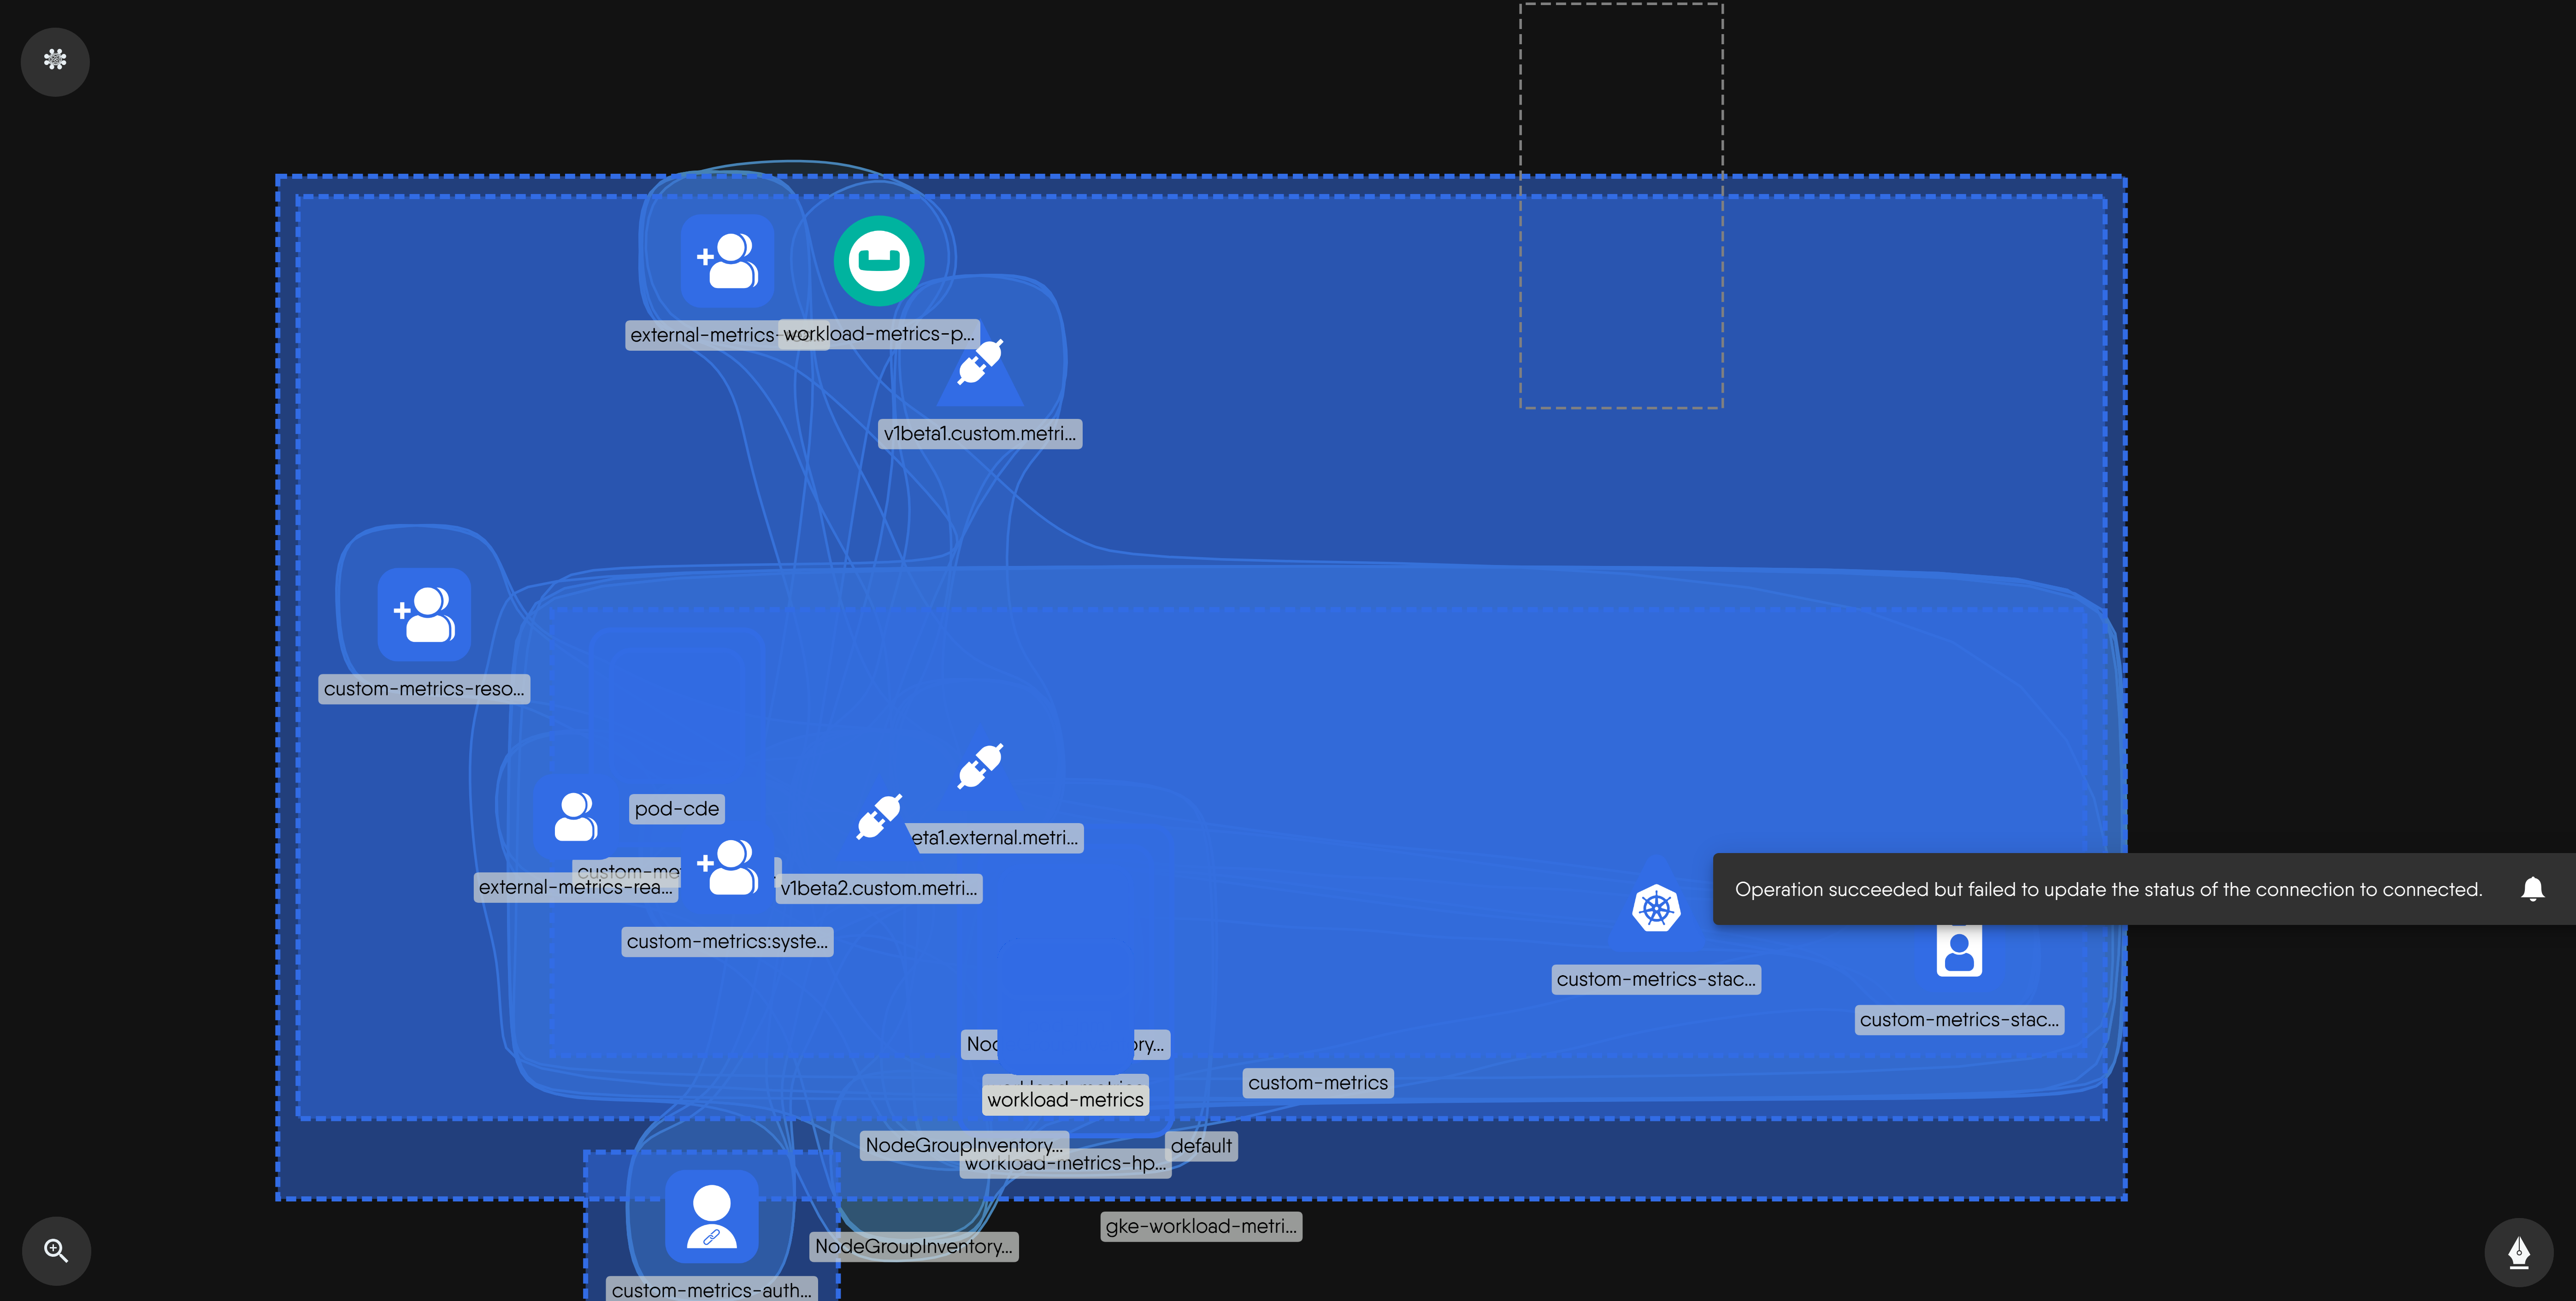 external-metrics-
workload-metrics-p...
v1beta1.custom.metri...
custom-metrics-reso...
pod-cde
eta1.external.metri...
custom-me
external-metrics-rea...
v1beta2.custom.metri...
Operation succeeded but failed to update the status of the connection to connected.
custom-metrics:syste...
custom-metrics-stac...
custom-metrics-stac...
custom-metrics
workload-metrics
NodeGroupInventory...
default
workload-metrics-hp...
gke-workload-metri...
NodeGroupInventory...
custom-metrics-auth...